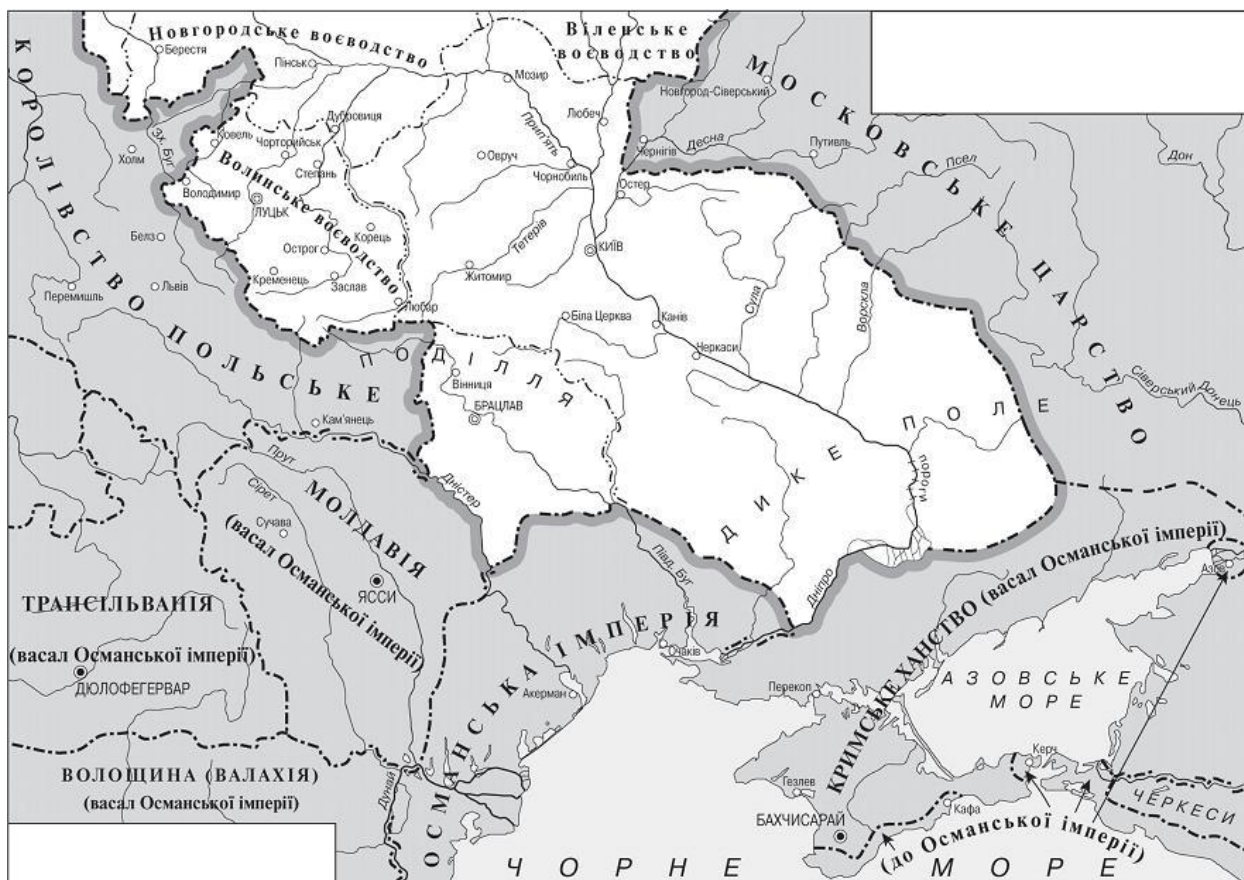 Новгородське воєводство
Віленське
воєводство
КОРОЛІВСТВО ПОЛЬСЬКЕ
МОСКОВСЬКЕ ЦАРСТВО
Берестя
Пінськ
Мозир
Новгород-Сіверський
Любеч
Дубровиця
Прип'ять
Зх. Буг
Ковель
Чорторийськ
Степань
Овруч
Чорнобиль
Чернігів
Десна
Путивль
Псел
Дон
Холм
Володимир
ЛУЦЬК
Волинське воєводство
Остер
Белз
Острог
Корець
Тетерів
КИЇВ
Житомир
Кременець
Заслав
Перемишль
Львів
Любар
Біла Церква
Канів
Сула
Ворскла
Черкаси
ПОДІЛЛЯ
Вінниця
БРАЦЛАВ
Сіверський Донець
Кам'янець
ДИКЕ ПОЛЕ
пороги
Прут
Сірет
Дністер
МОЛДАВІЯ
(васал Османської імперії)
Сучава
ЯССИ
Півд. Буг
Дніпро
ТРАНСІЛЬВАНІЯ
(васал Османської імперії)
ДЮЛОФЕГЕРВАР
ОСМАНСЬКА ІМПЕРІЯ
Очаків
Акерман
КРИМСЬКЕ ХАНСТВО (васал Османської імперії)
Азов
Перекоп
АЗОВСЬКЕ
МОРЕ
ВОЛОЩИНА (ВАЛАХІЯ)
(васал Османської імперії)
Дунай
Гезлев
Керч
Кафа
БАХЧИСАРАЙ
ЧЕРКЕСИ
(до Османської імперії)
ЧОРНЕ МОРЕ